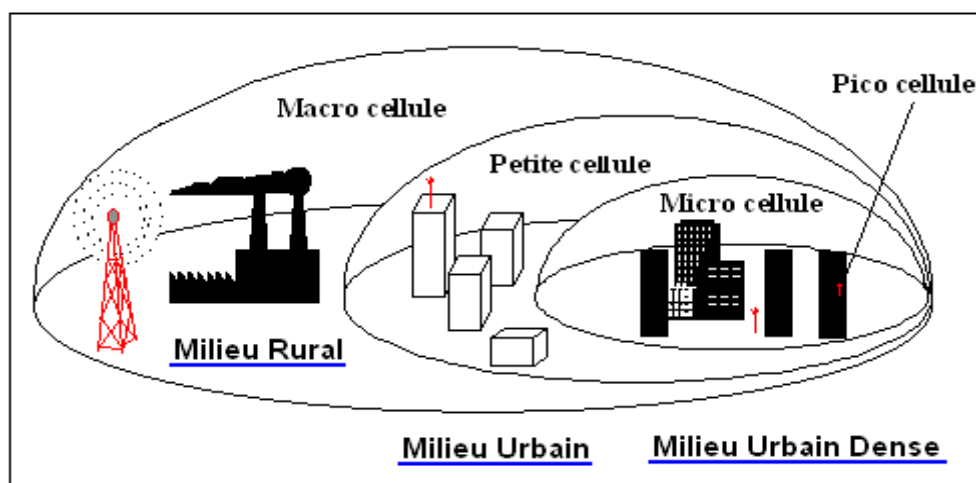 Pico cellule
Macro cellule
Petite cellule
Micro cellule
Milieu Rural
Milieu Urbain
Milieu Urbain Dense